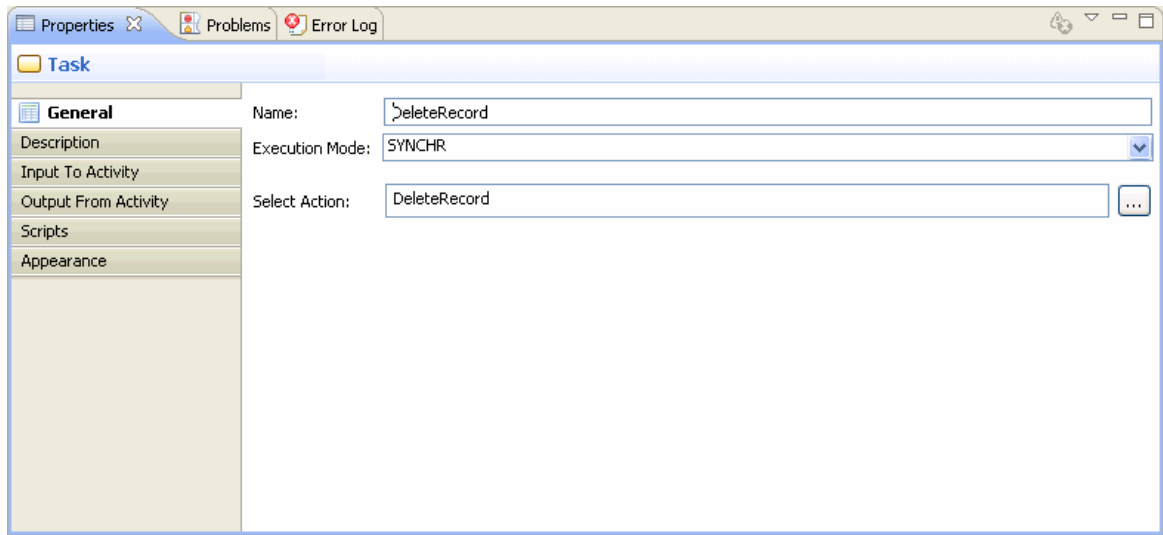 Properties Problems Error Log
Task
General
Description
Input To Activity
Output From Activity
Scripts
Appearance
Name: DeleteRecord
Execution Mode: SYNCHR
Select Action: DeleteRecord ...